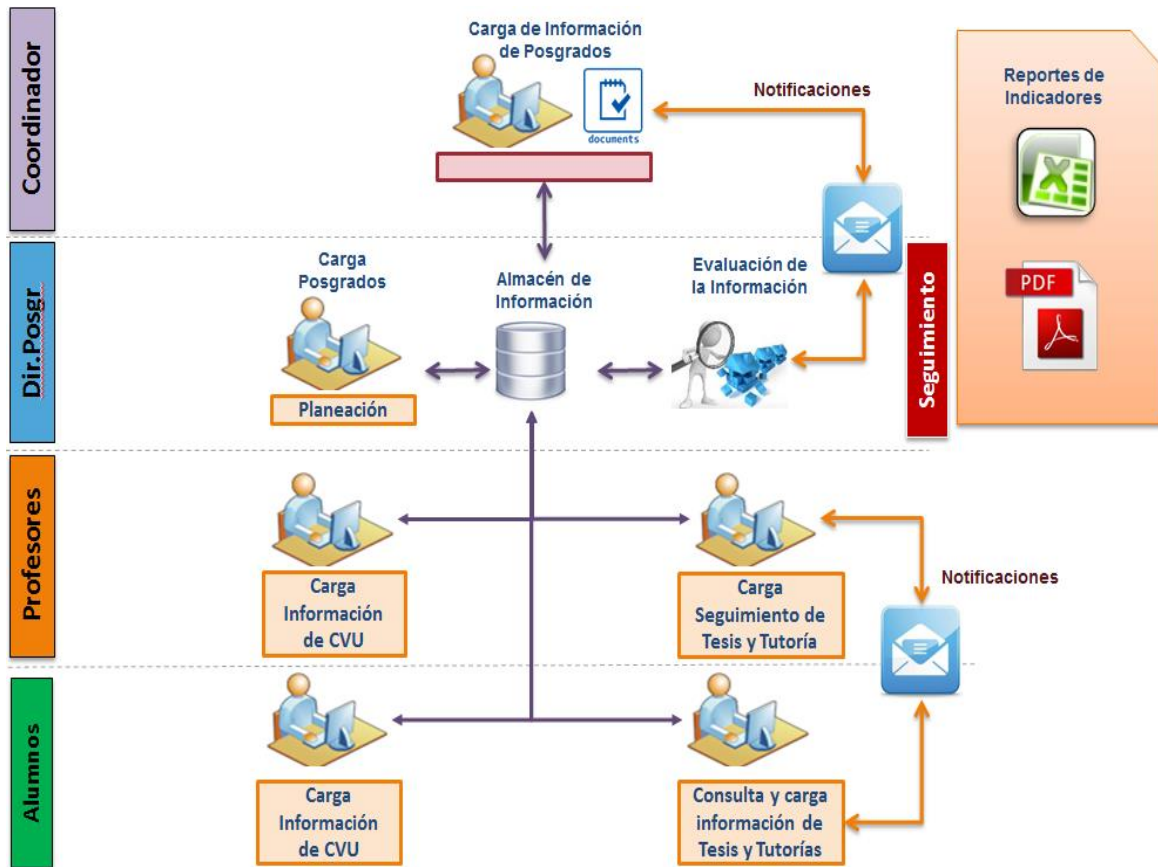 Coordinador
Carga de Información
de Posgrados
documents
Notificaciones
Reportes de
Indicadores
PDF
Dir.Posgr
Carga
Posgrados
Planeación
Almacén de
Información
Evaluación de
la Información
Seguimiento
Profesores
Carga
Información
de CVU
Carga
Seguimiento de
Tesis y Tutoría
Notificaciones
Alumnos
Carga
Información
de CVU
Consulta y carga
información de
Tesis y Tutorías